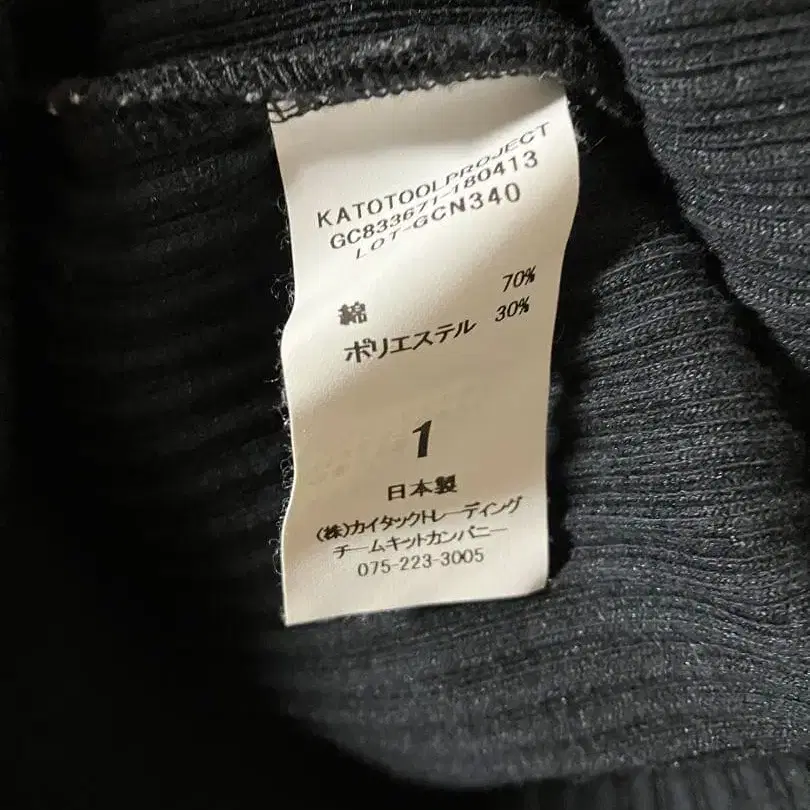 KATOTOOLPROJECT
GC833671-180413
LOT-GCN340
綿 70%
ポリエステル 30%
1
日本製
(株)カイタックトレーディング
チームキットカンパニー
075-223-3005